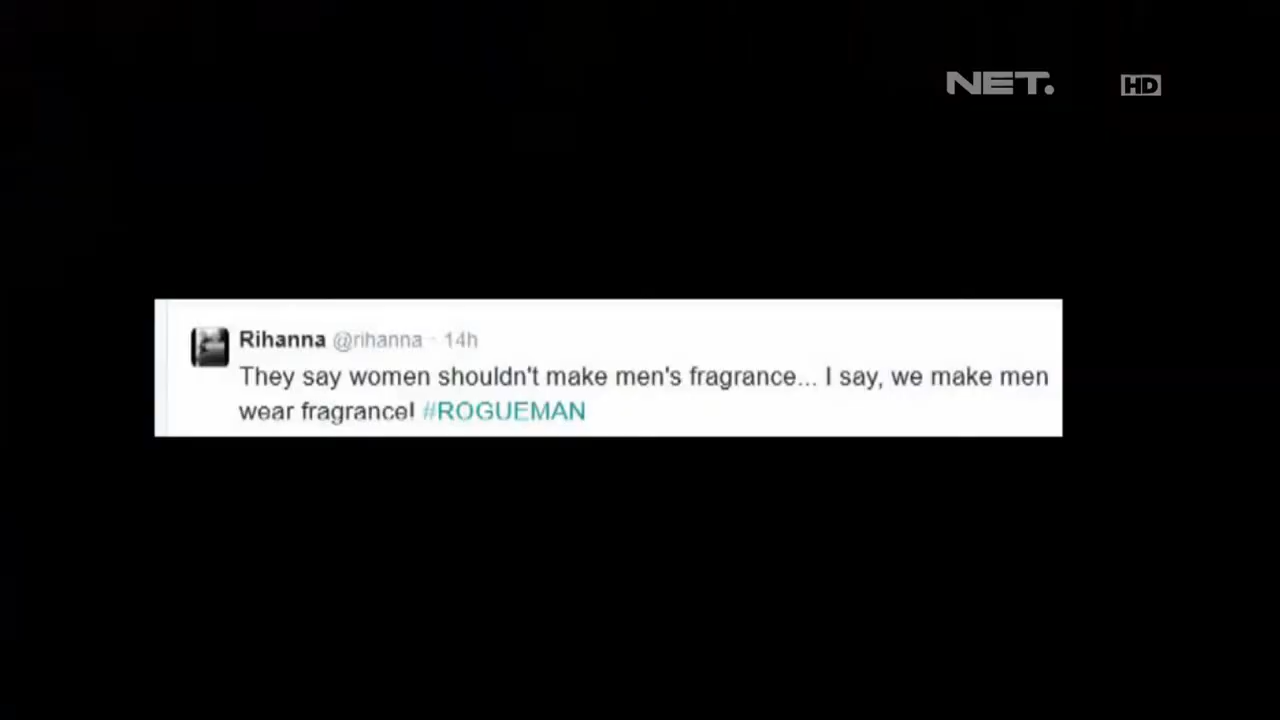 NET. HD
Rihanna @rihanna · 14h
They say women shouldn't make men's fragrance... I say, we make men
wear fragrance! #ROGUEMAN